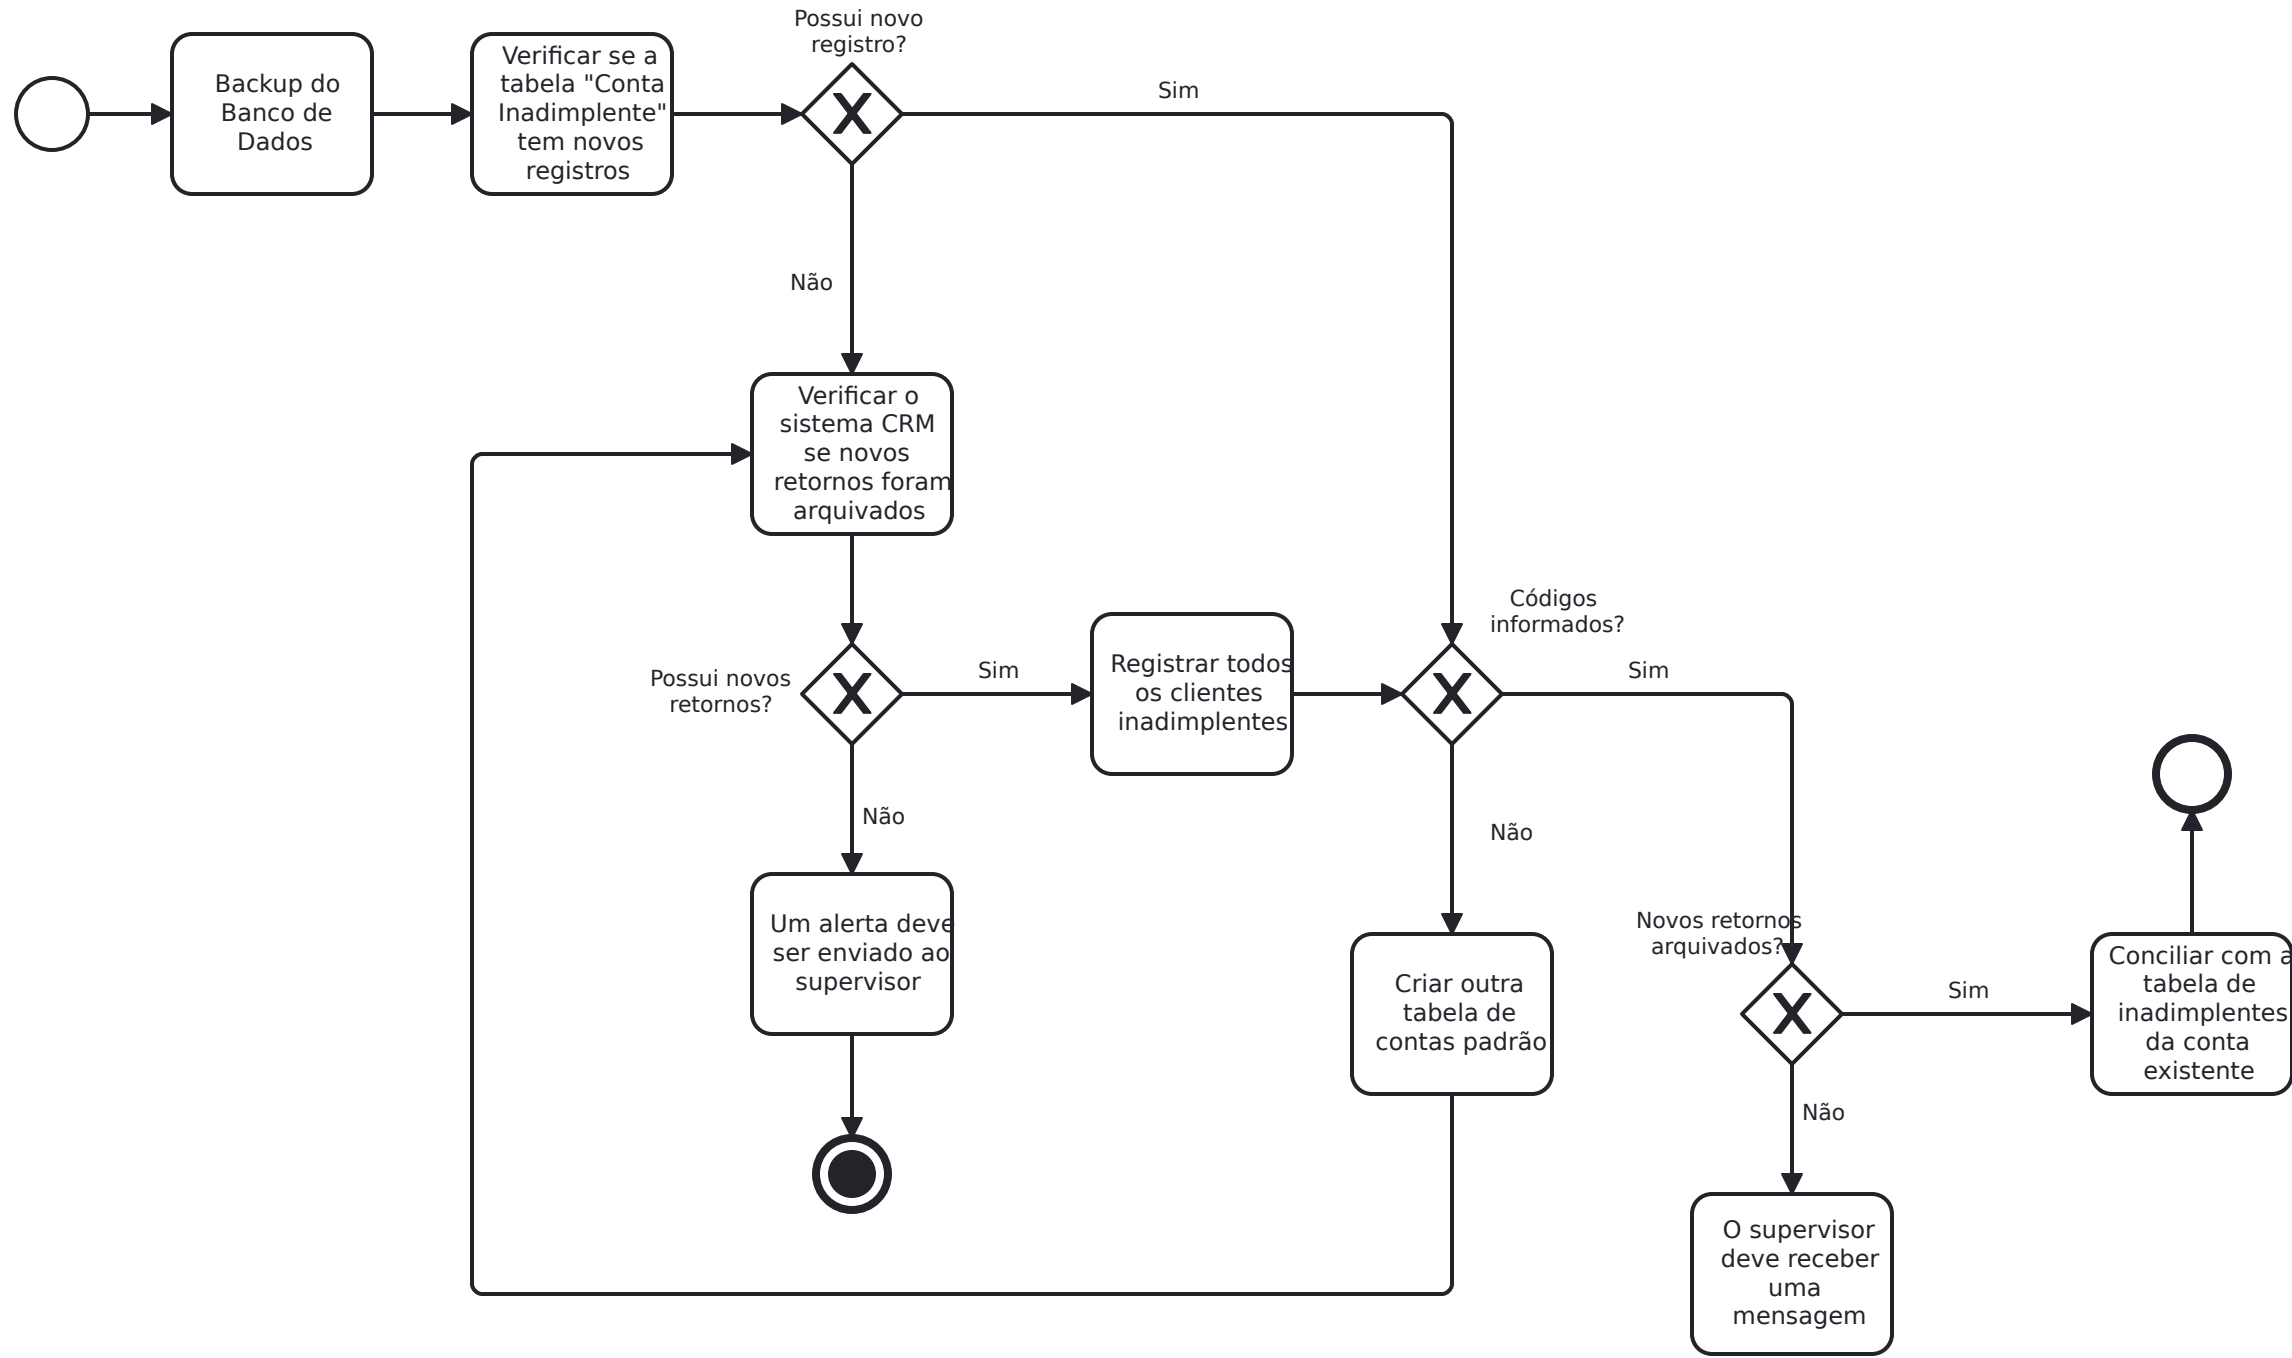 Possui novo
registro?
Backup do
Banco de
Dados
Verificar se a
tabela "Conta
Inadimplente"
tem novos
registros
Sim
Não
Verificar o
sistema CRM
se novos
retornos foram
arquivados
Possui novos
retornos?
Sim
Registrar todos
os clientes
inadimplentes
Códigos
informados?
Sim
Não
Não
Um alerta deve
ser enviado ao
supervisor
Criar outra
tabela de
contas padrão
Novos retornos
arquivados?
Sim
Conciliar com a
tabela de
inadimplentes
da conta
existente
Não
O supervisor
deve receber
uma
mensagem